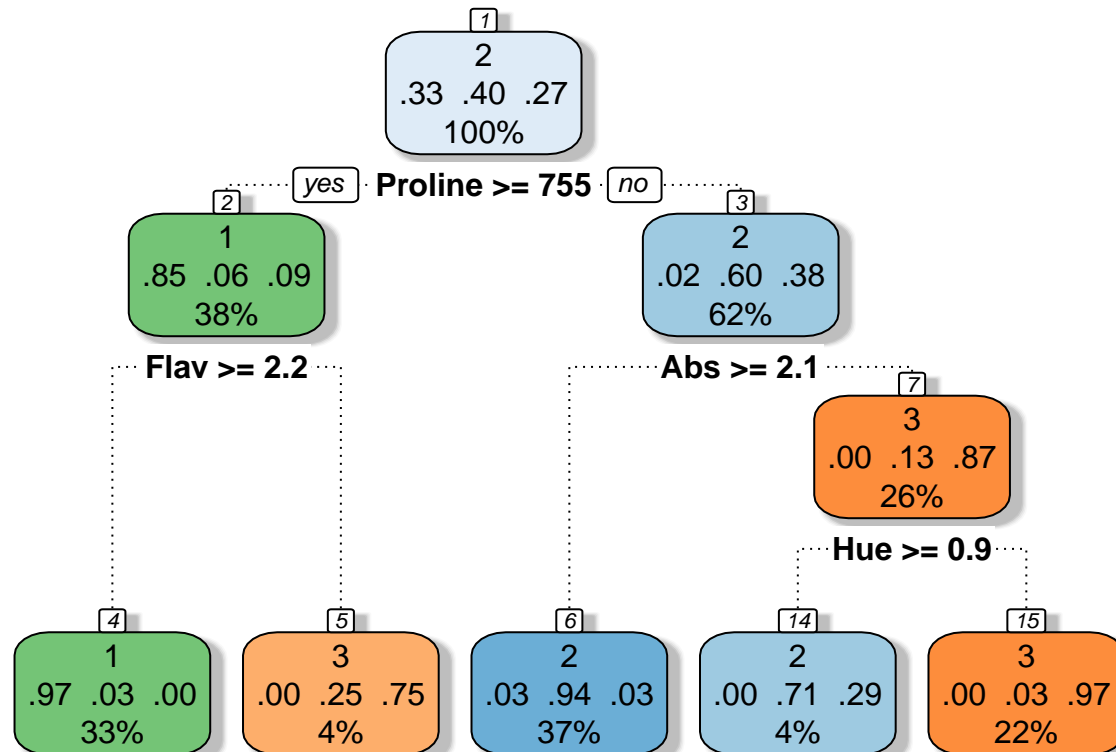 1
2
.33 .40 .27
100%
yes Proline >= 755 no
2
1
.85 .06 .09
38%
3
2
.02 .60 .38
62%
Flav >= 2.2
Abs >= 2.1
7
3
.00 .13 .87
26%
Hue >= 0.9
4
1
.97 .03 .00
33%
5
3
.00 .25 .75
4%
6
2
.03 .94 .03
37%
14
2
.00 .71 .29
4%
15
3
.00 .03 .97
22%